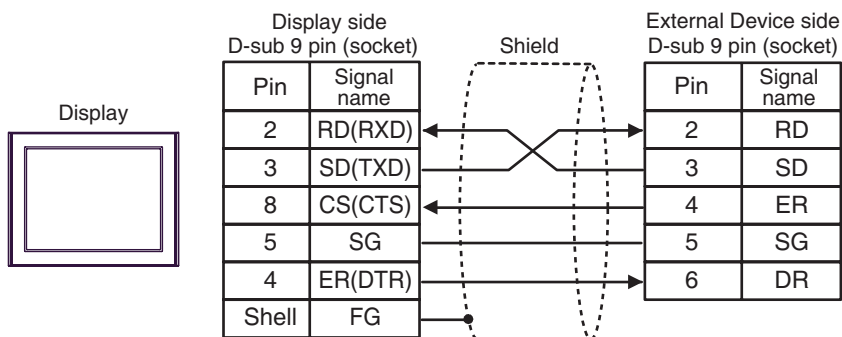 Display side
D-sub 9 pin (socket)
Shield
External Device side
D-sub 9 pin (socket)
Display
Pin Signal name
2 RD(RXD)
3 SD(TXD)
8 CS(CTS)
5 SG
4 ER(DTR)
Shell FG
Pin Signal name
2 RD
3 SD
4 ER
5 SG
6 DR